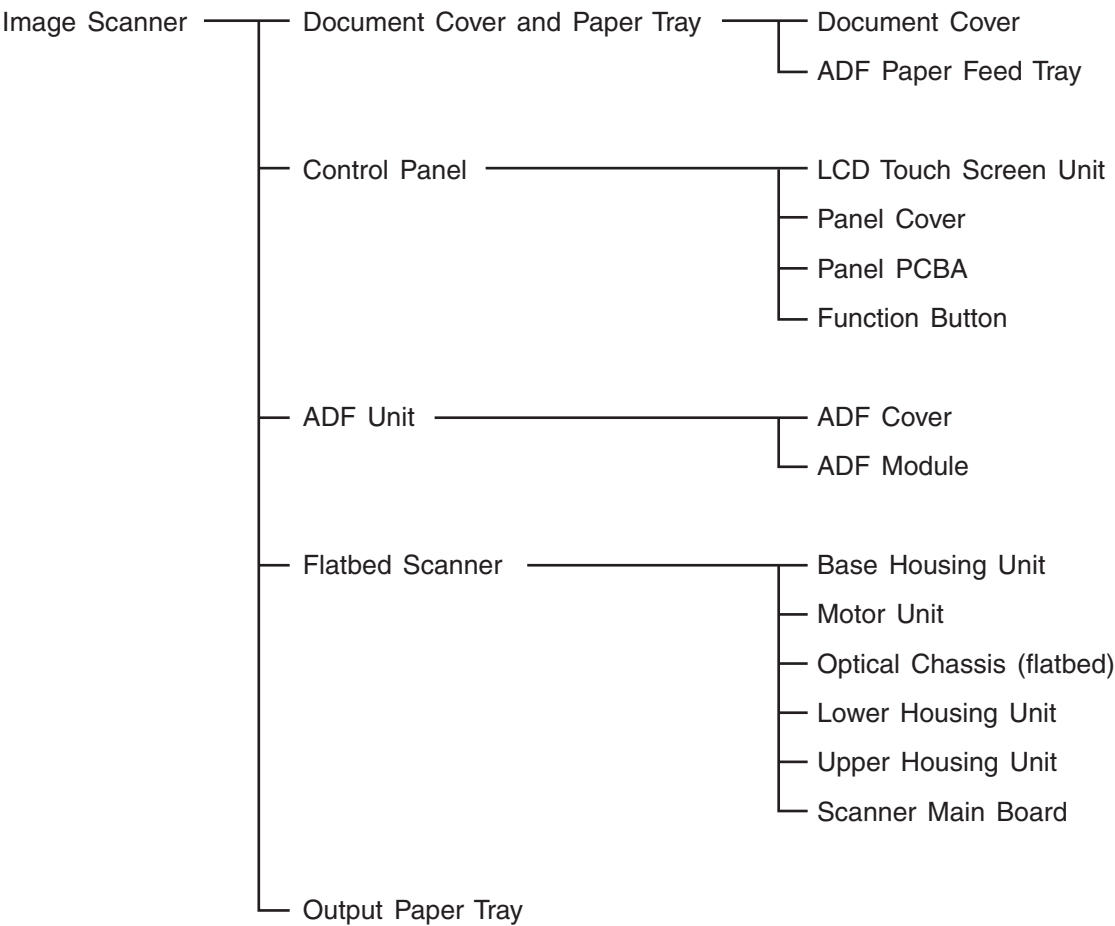 Image Scanner
Document Cover and Paper Tray
Document Cover
ADF Paper Feed Tray
Control Panel
LCD Touch Screen Unit
Panel Cover
Panel PCBA
Function Button
ADF Unit
ADF Cover
ADF Module
Flatbed Scanner
Base Housing Unit
Motor Unit
Optical Chassis (flatbed)
Lower Housing Unit
Upper Housing Unit
Scanner Main Board
Output Paper Tray